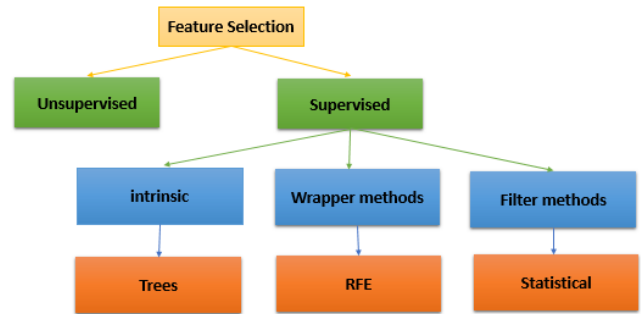 Feature Selection
Unsupervised
Supervised
intrinsic
Wrapper methods
Filter methods
Trees
RFE
Statistical